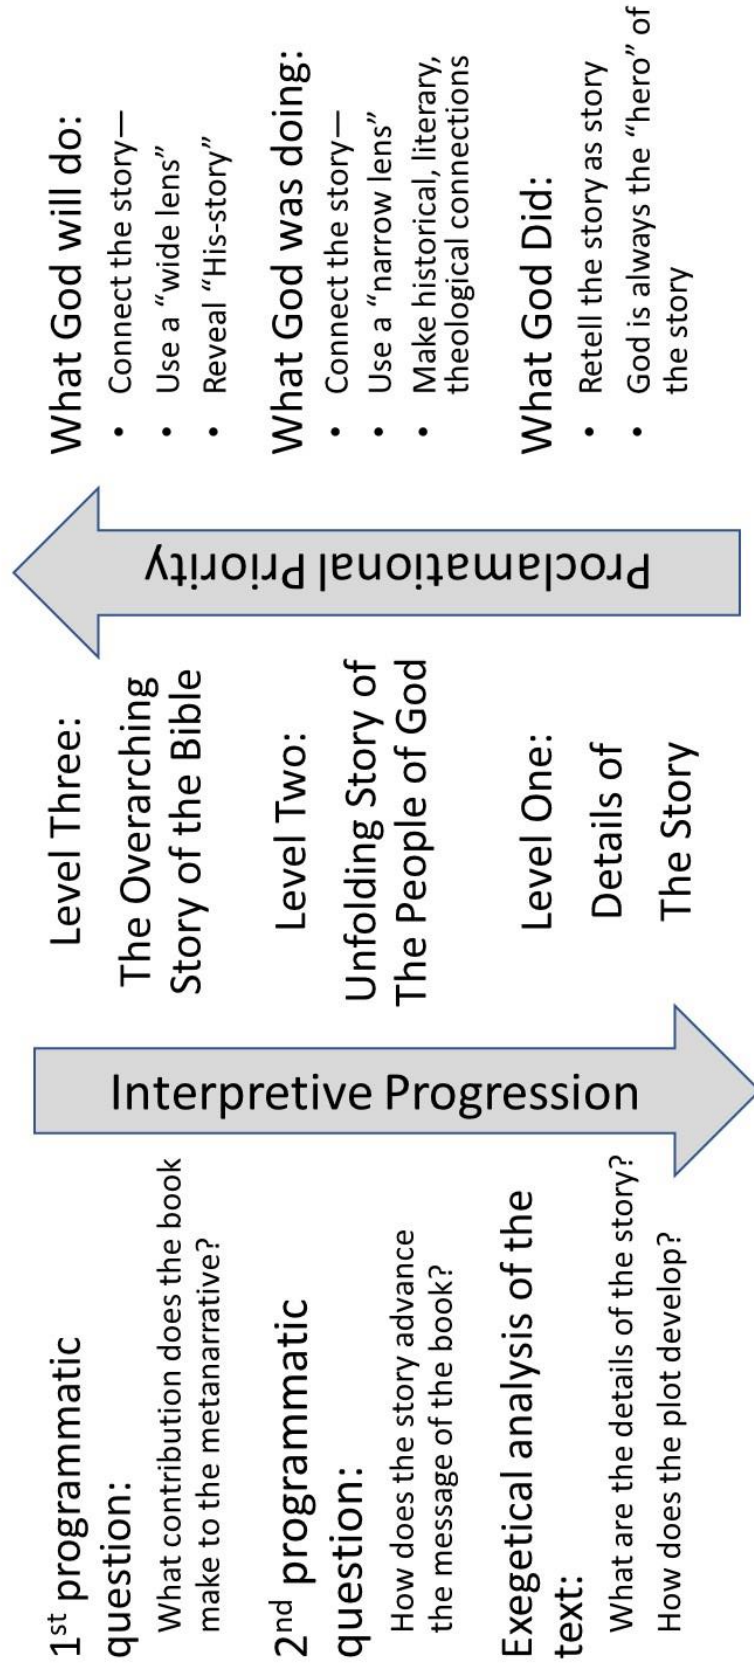 1st programmatic
question:
What contribution does the book
make to the metanarrative?
2nd programmatic
question:
How does the story advance
the message of the book?
Exegetical analysis of the
text:
What are the details of the story?
How does the plot develop?
Interpretive Progression
Level Three:
The Overarching
Story of the Bible
Level Two:
Unfolding Story of
The People of God
Level One:
Details of
The Story
Proclamational Priority
What God will do:
• Connect the story—
• Use a “wide lens”
• Reveal “His-story”
What God was doing:
• Connect the story—
• Use a “narrow lens”
• Make historical, literary,
theological connections
What God Did:
• Retell the story as story
• God is always the “hero” of
the story